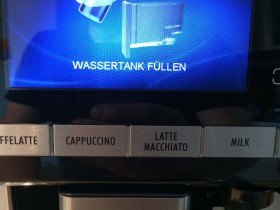 WASSERTANK FÜLLEN
FFELATTE
CAPPUCCINO
LATTE
MACCHIATO
MILK